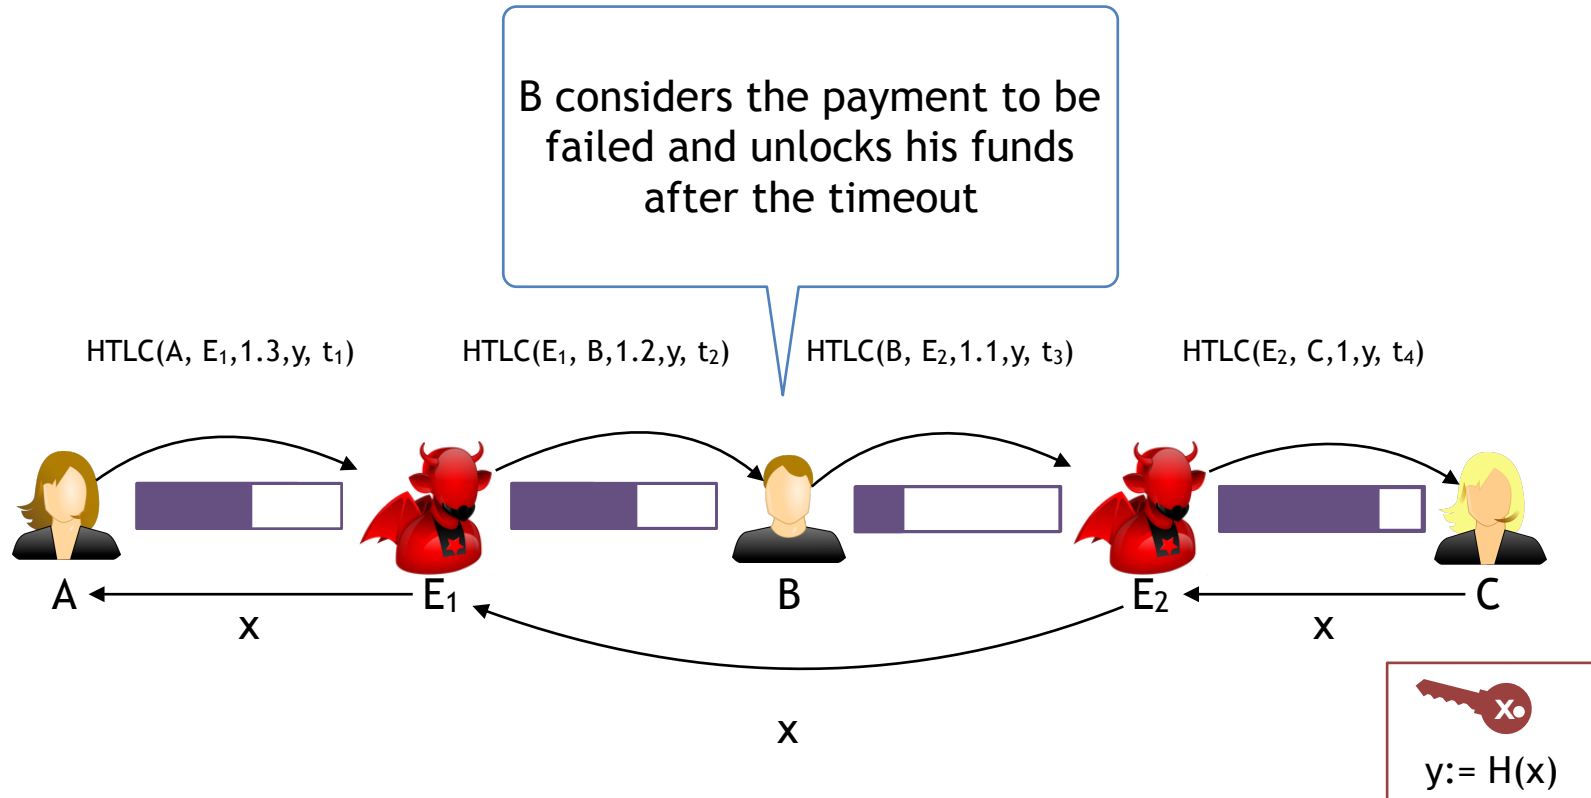 B considers the payment to be
failed and unlocks his funds
after the timeout
HTLC(A, E₁,1.3,y, t₁)
HTLC(E₁, B,1.2,y, t₂)
HTLC(B, E₂,1.1,y, t₃)
HTLC(E₂, C,1,y, t₄)
A
E₁
B
E₂
C
x
x
x
x
y:= H(x)